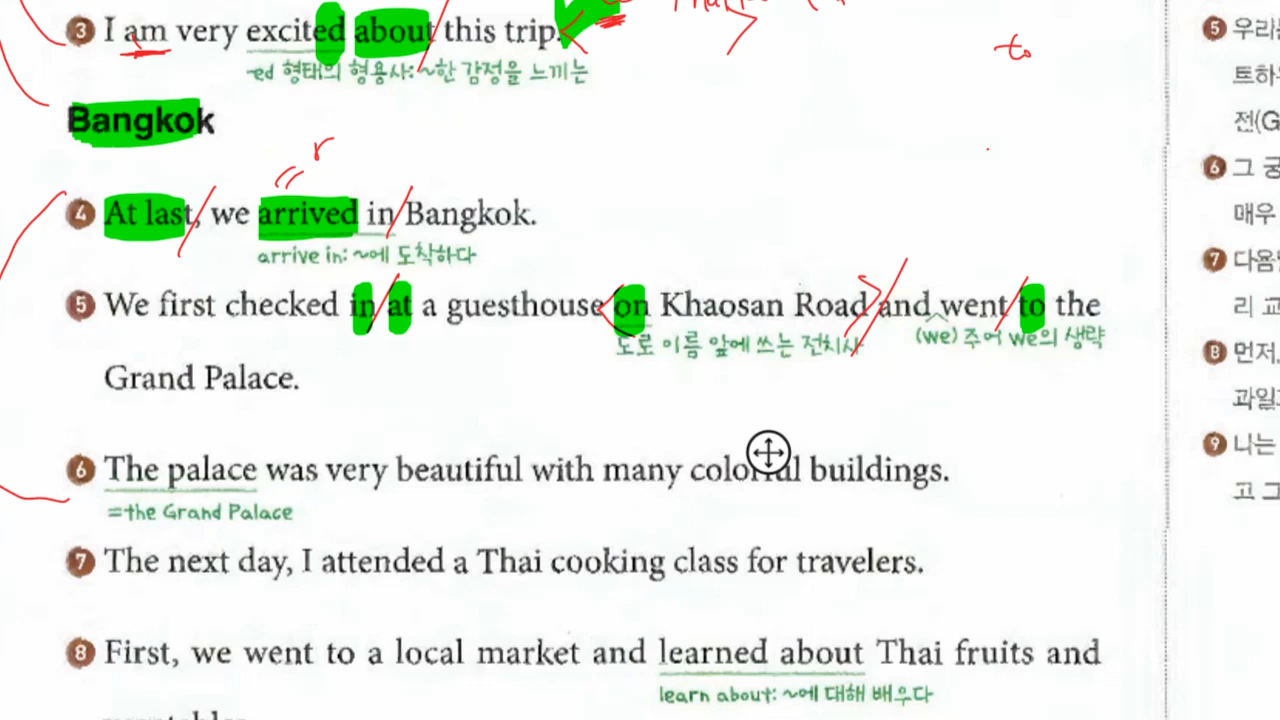 3 I am very excited about this trip.
-ed 형태의 형용사: ~한 감정을 느끼는
to
Bangkok
r
4 At last, we arrived in Bangkok.
arrive in: ~에 도착하다
5 We first checked in at a guesthouse on Khaosan Road and went to the
도로 이름 앞에 쓰는 전치사
(we) 주어 we의 생략
Grand Palace.
6 The palace was very beautiful with many colorful buildings.
=the Grand Palace
7 The next day, I attended a Thai cooking class for travelers.
8 First, we went to a local market and learned about Thai fruits and
learn about: ~에 대해 배우다
5
트하
전(G
6 그 궁
매우
7
리 교
8 먼저
과일
9 나는
고 그